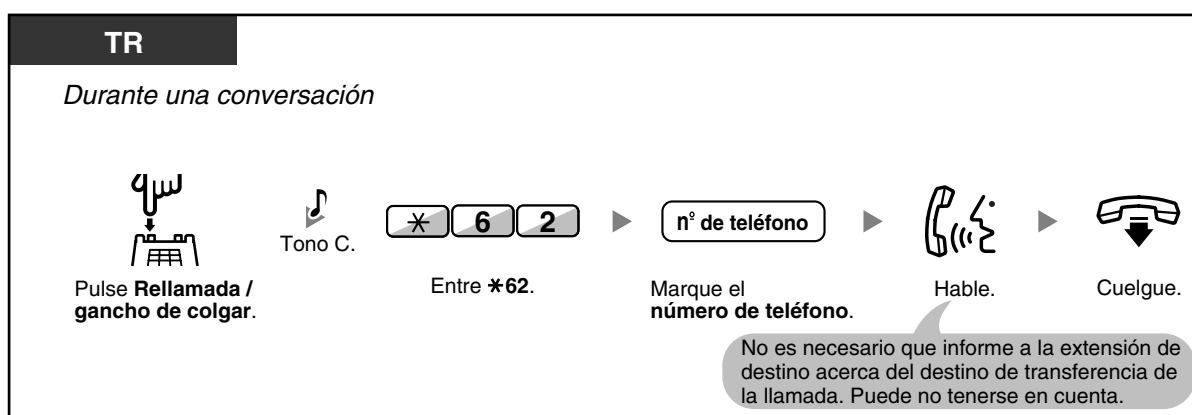 TR
Durante una conversación
Tono C.
* 6 2
nº de teléfono
Pulse Rellamada /
gancho de colgar.
Entre *62.
Marque el
número de teléfono.
Hable.
Cuelgue.
No es necesario que informe a la extensión de
destino acerca del destino de transferencia de
la llamada. Puede no tenerse en cuenta.